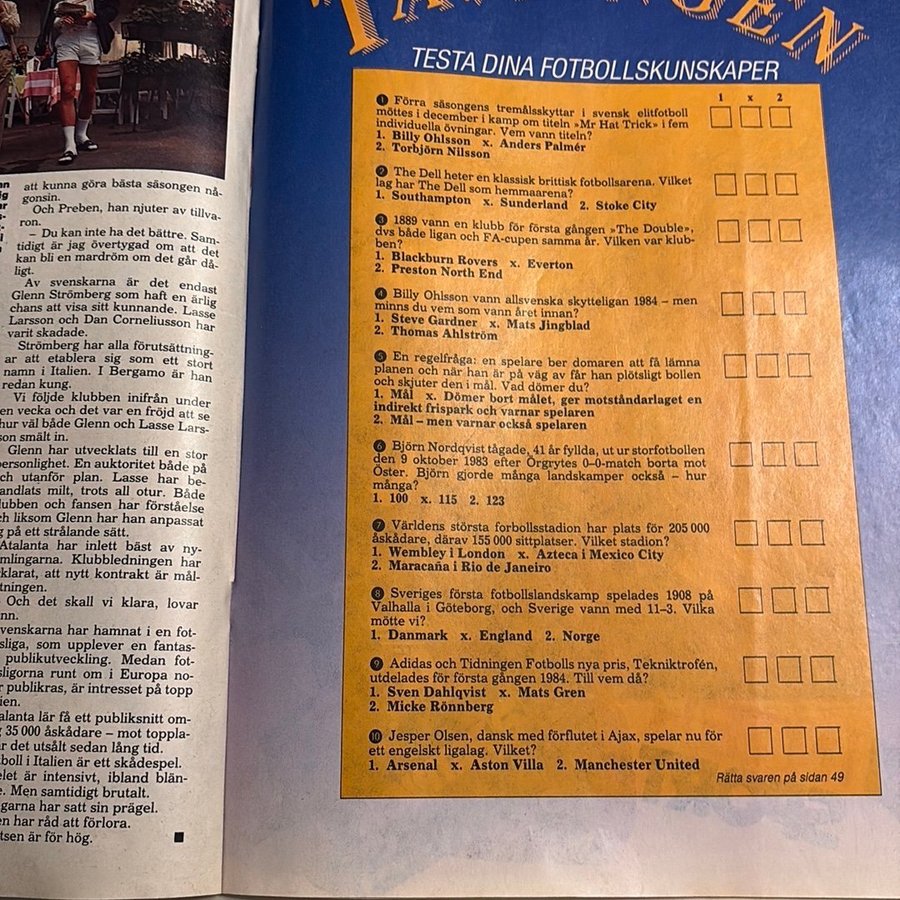 att kunna göra bästa säsongen nå-
gonsin.
Och Preben, han njuter av tillva-
ron.
– Du kan inte ha det bättre. Sam-
tidigt är jag övertygad om att det
kan bli en mardröm om det går då-
ligt.
Av svenskarna är det endast
Glenn Strömberg som haft en ärlig
chans att visa sitt kunnande. Lasse
Larsson och Dan Corneliusson har
varit skadade.
Strömberg har alla förutsättning-
ar att etablera sig som ett stort
namn i Italien. I Bergamo är han
redan kung.
Vi följde klubben inifrån under
en vecka och det var en fröjd att se
hur väl både Glenn och Lasse Lars-
son smält in.
Glenn har utvecklats till en stor
personlighet. En auktoritet både på
och utanför plan. Lasse har be-
andlats milt, trots all otur. Både
lubben och fansen har förståelse
ch liksom Glenn har han anpassat
g på ett strålande sätt.
Atalanta har inlett bäst av ny-
mlingarna. Klubbledningen har
klarat, att nytt kontrakt är mål-
tningen.
– Och det skall vi klara, lovar
nn.
venskarna har hamnat i en fot-
sliga, som upplever en fantas-
publikutveckling. Medan fot-
sligorna runt om i Europa no-
r publikras, är intresset på topp
ien.
alanta lär få ett publiksnitt om-
g 35 000 åskådare – mot toppla-
r det utsålt sedan lång tid.
tboll i Italien är ett skådespel.
elet är intensivt, ibland blän-
e. Men samtidigt brutalt.
garna har satt sin prägel.
en har råd att förlora.
tsen är för hög.
TESTA DINA FOTBOLLSKUNSKAPER
1 x 2
1 Förra säsongens tremålsskyttar i svensk elitfotboll
möttes i december i kamp om titeln »Mr Hat Trick» i fem
individuella övningar. Vem vann titeln?
1. Billy Ohlsson x. Anders Palmér
2. Torbjörn Nilsson
2 The Dell heter en klassisk brittisk fotbollsarena. Vilket
lag har The Dell som hemmaarena?
1. Southampton x. Sunderland 2. Stoke City
3 1889 vann en klubb för första gången »The Double»,
dvs både ligan och FA-cupen samma år. Vilken var klub-
ben?
1. Blackburn Rovers x. Everton
2. Preston North End
4 Billy Ohlsson vann allsvenska skytteligan 1984 – men
minns du vem som vann året innan?
1. Steve Gardner x. Mats Jingblad
2. Thomas Ahlström
5 En regelfråga: en spelare ber domaren att få lämna
planen och när han är på väg av får han plötsligt bollen
och skjuter den i mål. Vad dömer du?
1. Mål x. Dömer bort målet, ger motståndarlaget en
indirekt frispark och varnar spelaren
2. Mål – men varnar också spelaren
6 Björn Nordqvist tågade, 41 år fyllda, ut ur storfotbollen
den 9 oktober 1983 efter Örgrytes 0–0-match borta mot
Öster. Björn gjorde många landskamper också – hur
många?
1. 100 x. 115 2. 123
7 Världens största forbollsstadion har plats för 205 000
åskådare, därav 155 000 sittplatser. Vilket stadion?
1. Wembley i London x. Azteca i Mexico City
2. Maracaña i Rio de Janeiro
8 Sveriges första fotbollslandskamp spelades 1908 på
Valhalla i Göteborg, och Sverige vann med 11–3. Vilka
mötte vi?
1. Danmark x. England 2. Norge
9 Adidas och Tidningen Fotbolls nya pris, Tekniktrofén,
utdelades för första gången 1984. Till vem då?
1. Sven Dahlqvist x. Mats Gren
2. Micke Rönnberg
10 Jesper Olsen, dansk med förflutet i Ajax, spelar nu för
ett engelskt ligalag. Vilket?
1. Arsenal x. Aston Villa 2. Manchester United
Rätta svaren på sidan 49